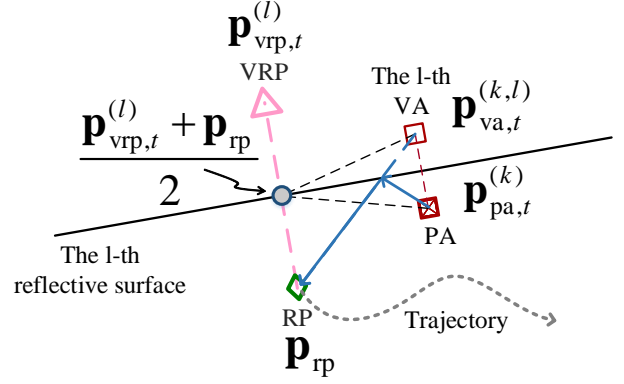 p_{vrp,t}^{(l)}
VRP
The l-th
VA
p_{va,t}^{(k,l)}
\frac{p_{vrp,t}^{(l)} + p_{rp}}{2}
p_{pa,t}^{(k)}
PA
The l-th
reflective surface
RP
p_{rp}
Trajectory